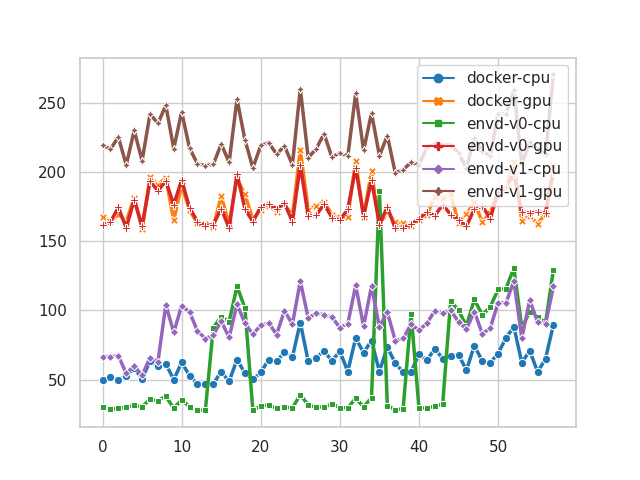 docker-cpu
docker-gpu
envd-v0-cpu
envd-v0-gpu
envd-v1-cpu
envd-v1-gpu
250
200
150
100
50
0 10 20 30 40 50